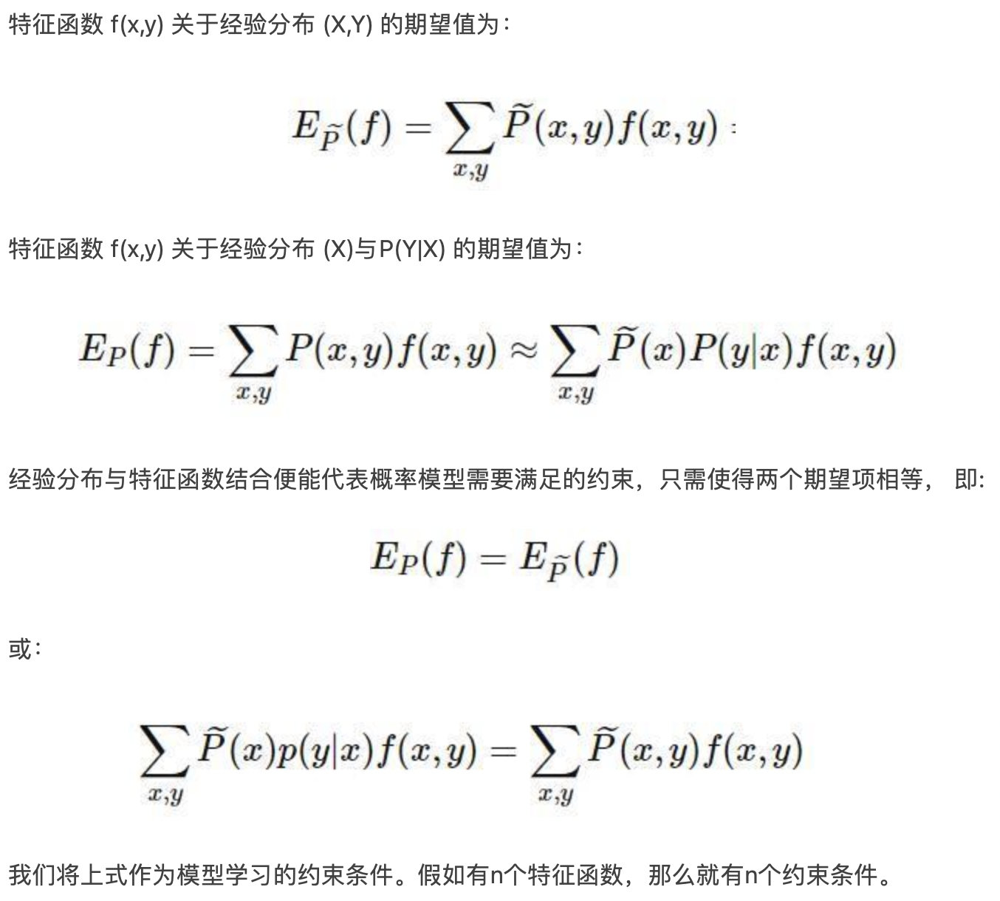 特征函数 f(x,y) 关于经验分布 (X,Y) 的期望值为：
E_{\widetilde{P}}(f) = \sum_{x,y} \widetilde{P}(x,y)f(x,y) :
特征函数 f(x,y) 关于经验分布 (X)与P(Y|X) 的期望值为：
E_P(f) = \sum_{x,y} P(x,y)f(x,y) ≈ \sum_{x,y} \widetilde{P}(x)P(y|x)f(x,y)
经验分布与特征函数结合便能代表概率模型需要满足的约束，只需使得两个期望项相等， 即:
E_P(f) = E_{\widetilde{P}}(f)
或：
\sum_{x,y} \widetilde{P}(x)p(y|x)f(x,y) = \sum_{x,y} \widetilde{P}(x,y)f(x,y)
我们将上式作为模型学习的约束条件。假如有n个特征函数，那么就有n个约束条件。